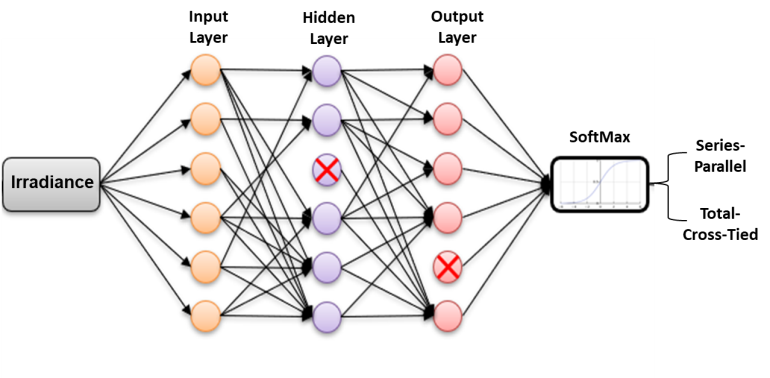 Input
Layer
Hidden
Layer
Output
Layer
Irradiance
SoftMax
Series-
Parallel
Total-
Cross-Tied